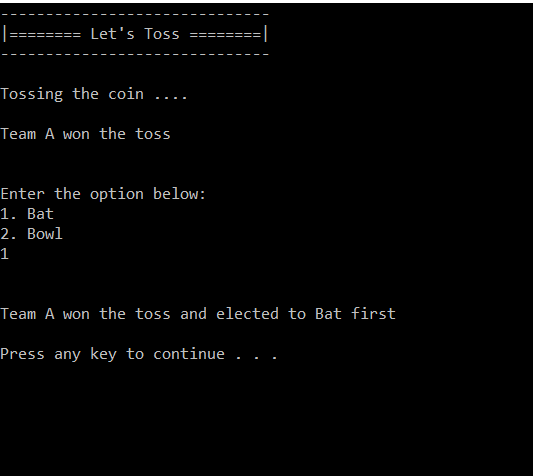 ------------------------------
|======== Let's Toss ========|
------------------------------
Tossing the coin ....
Team A won the toss
Enter the option below:
1. Bat
2. Bowl
1
Team A won the toss and elected to Bat first
Press any key to continue . . .